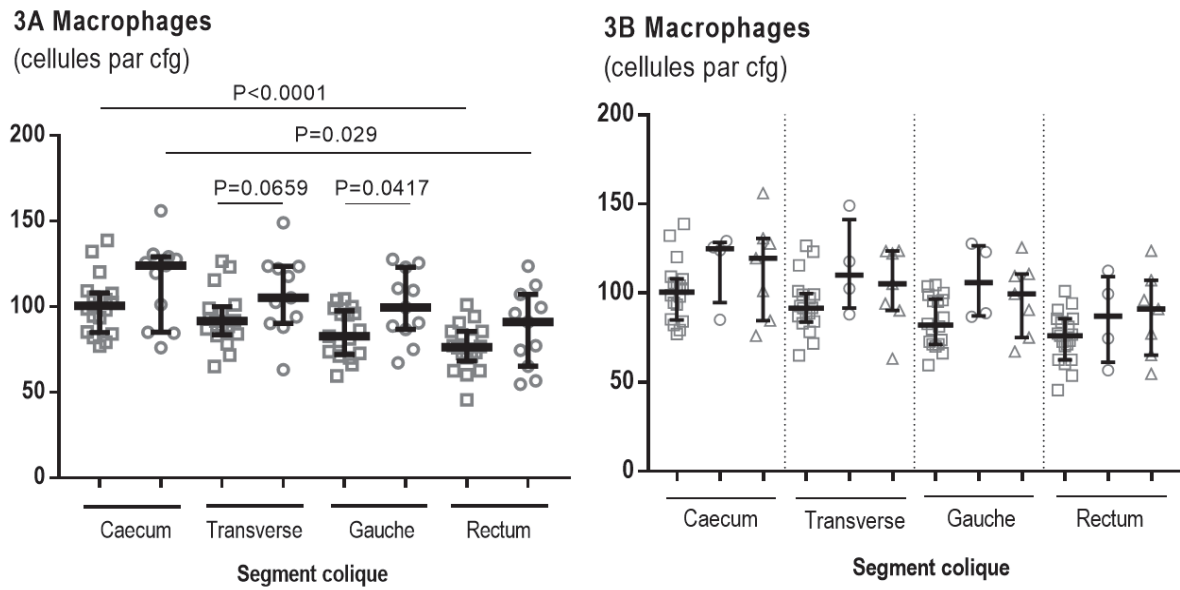 3A Macrophages
(cellules par cfg)
P<0.0001
P=0.029
P=0.0659 P=0.0417
200
150
100
50
0
Caecum Transverse Gauche Rectum
Segment colique
3B Macrophages
(cellules par cfg)
200
150
100
50
0
Caecum Transverse Gauche Rectum
Segment colique